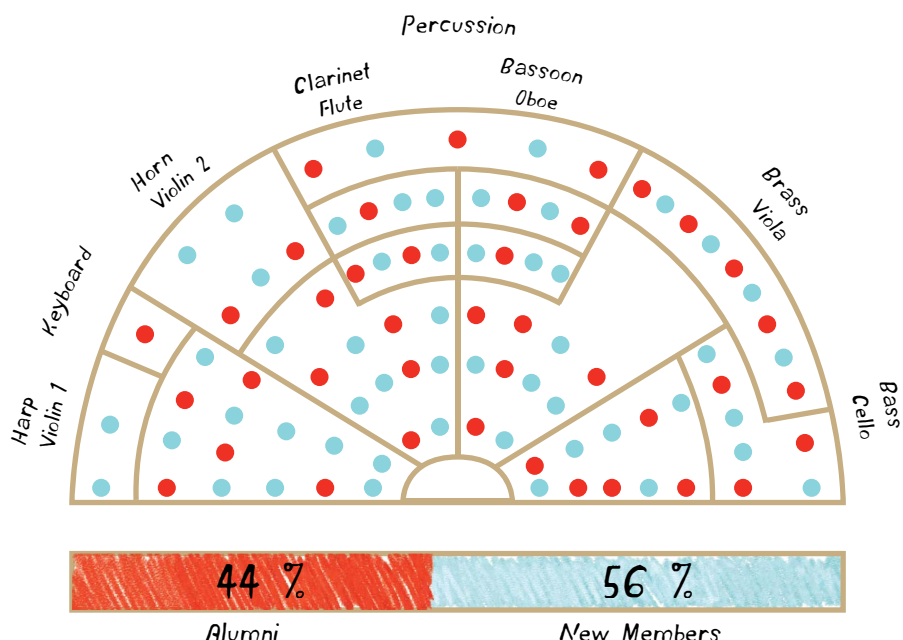 Percussion
Clarinet
Flute
Bassoon
Oboe
Horn
Violin 2
Brass
Viola
Keyboard
Harp
Violin 1
Bass
Cello
44 %
56 %
Alumni
New Members